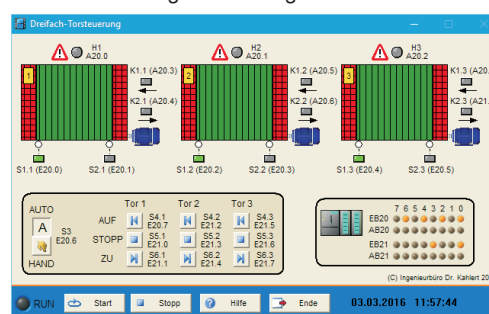 Dreifach-Torsteuerung
H1
A20.0
H2
A20.1
H3
A20.2
1
K1.1 (A20.3)
K2.1 (A20.4)
2
K1.2 (A20.5)
K2.2 (A20.6)
3
K1.3 (A20.
K2.3 (A21.
S1.1 (E20.0)
S2.1 (E20.1)
S1.2 (E20.2)
S2.2 (E20.3)
S1.3 (E20.4)
S2.3 (E20.5)
AUTO
A
HAND
S3
E20.6
Tor 1
Tor 2
Tor 3
AUF
S4.1
E20.7
S4.2
E21.2
S4.3
E21.5
STOPP
S5.1
E21.0
S5.2
E21.3
S5.3
E21.6
ZU
S6.1
E21.1
S6.2
E21.4
S6.3
E21.7
7 6 5 4 3 2 1 0
EB20
AB20
EB21
AB21
(C) Ingenieurbüro Dr. Kahlert 20
RUN
Start
Stopp
Hilfe
Ende
03.03.2016 11:57:44